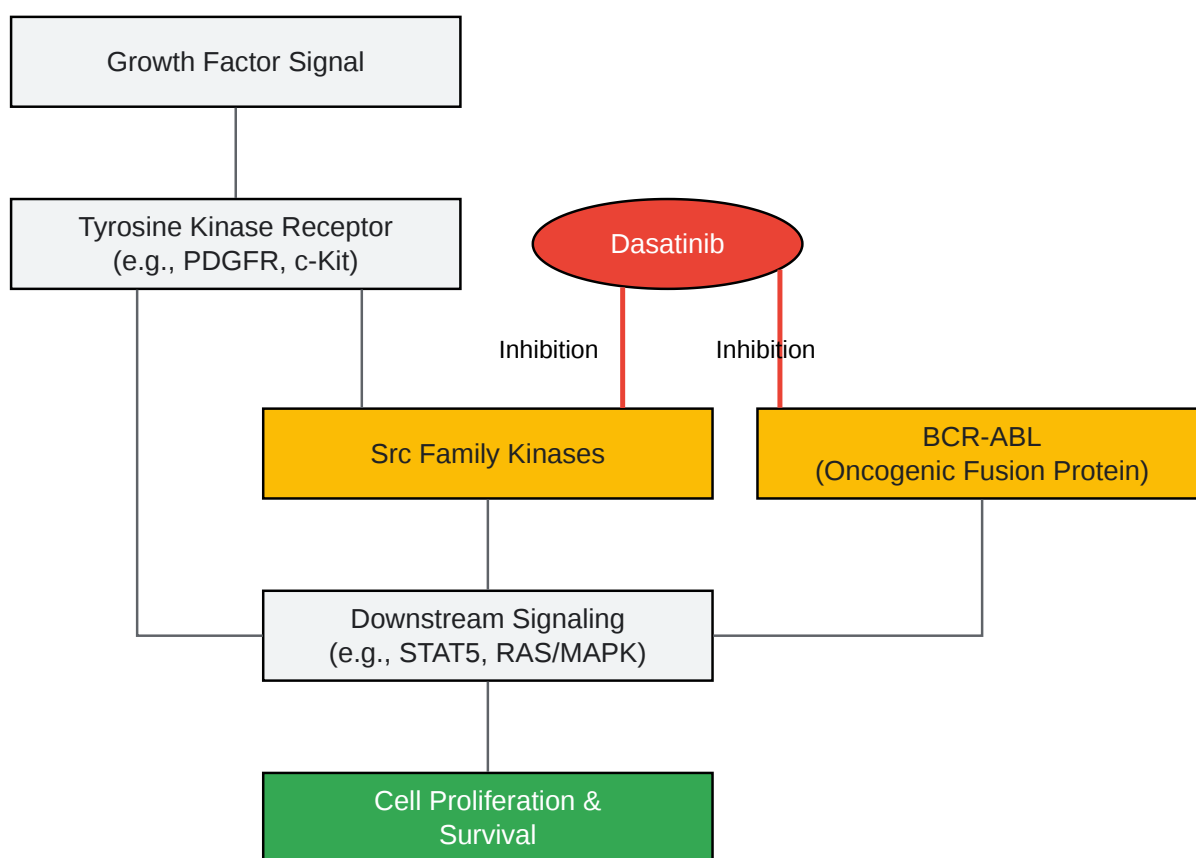 Growth Factor Signal
Tyrosine Kinase Receptor
(e.g., PDGFR, c-Kit)
Dasatinib
Inhibition
Inhibition
Src Family Kinases
BCR-ABL
(Oncogenic Fusion Protein)
Downstream Signaling
(e.g., STAT5, RAS/MAPK)
Cell Proliferation &
Survival